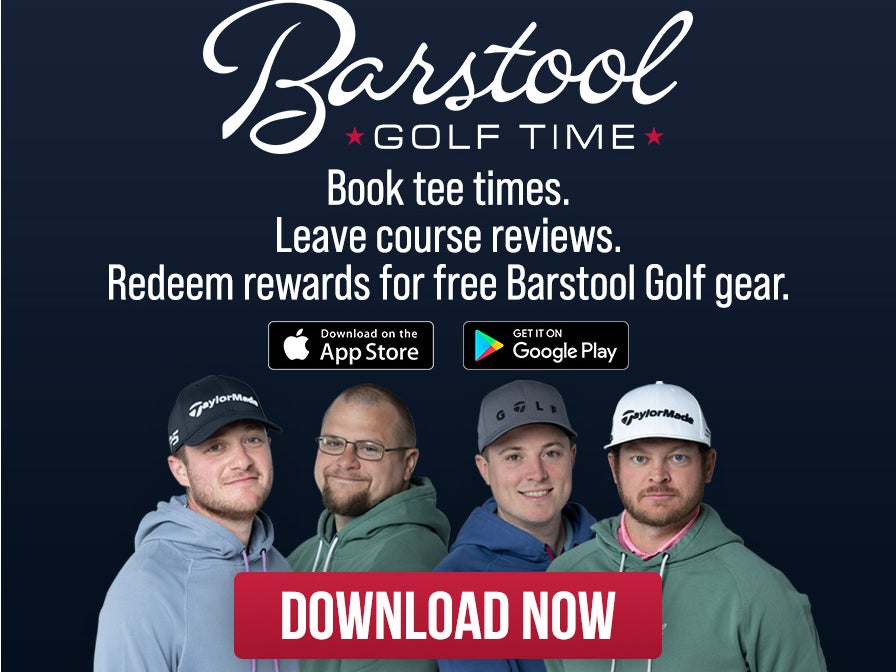 Barstool
GOLF TIME
Book tee times.
Leave course reviews.
Redeem rewards for free Barstool Golf gear.
Download on the
App Store
GET IT ON
Google Play
TaylorMade
GOLF
TaylorMade
DOWNLOAD NOW